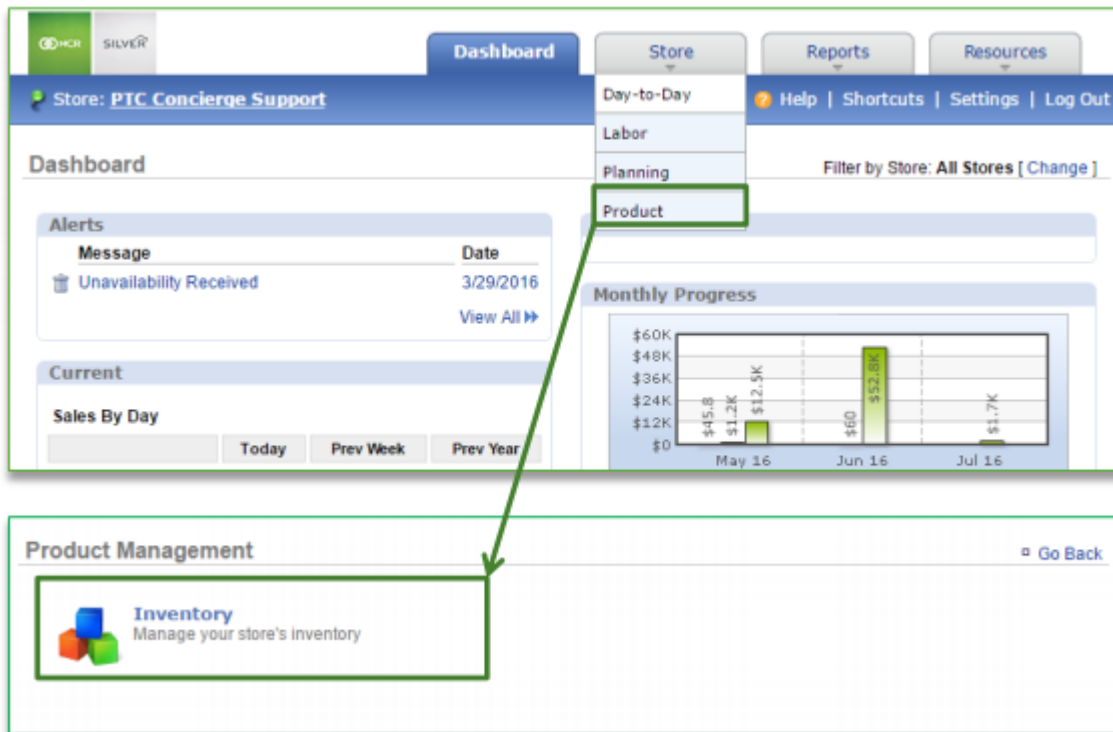 NCR SILVER
Dashboard Store Reports Resources
Store: PTC Concierge Support
Help | Shortcuts | Settings | Log Out
Day-to-Day
Labor
Planning
Product
Dashboard
Filter by Store: All Stores [ Change ]
Alerts
Message Date
Unavailability Received 3/29/2016
View All
Current
Sales By Day
Today Prev Week Prev Year
Monthly Progress
$60K
$48K
$36K
$24K
$12K
$0
$45.8
$1.2K
$12.5K
$60
$52.8K
$1.7K
May 16 Jun 16 Jul 16
Product Management
Go Back
Inventory
Manage your store's inventory